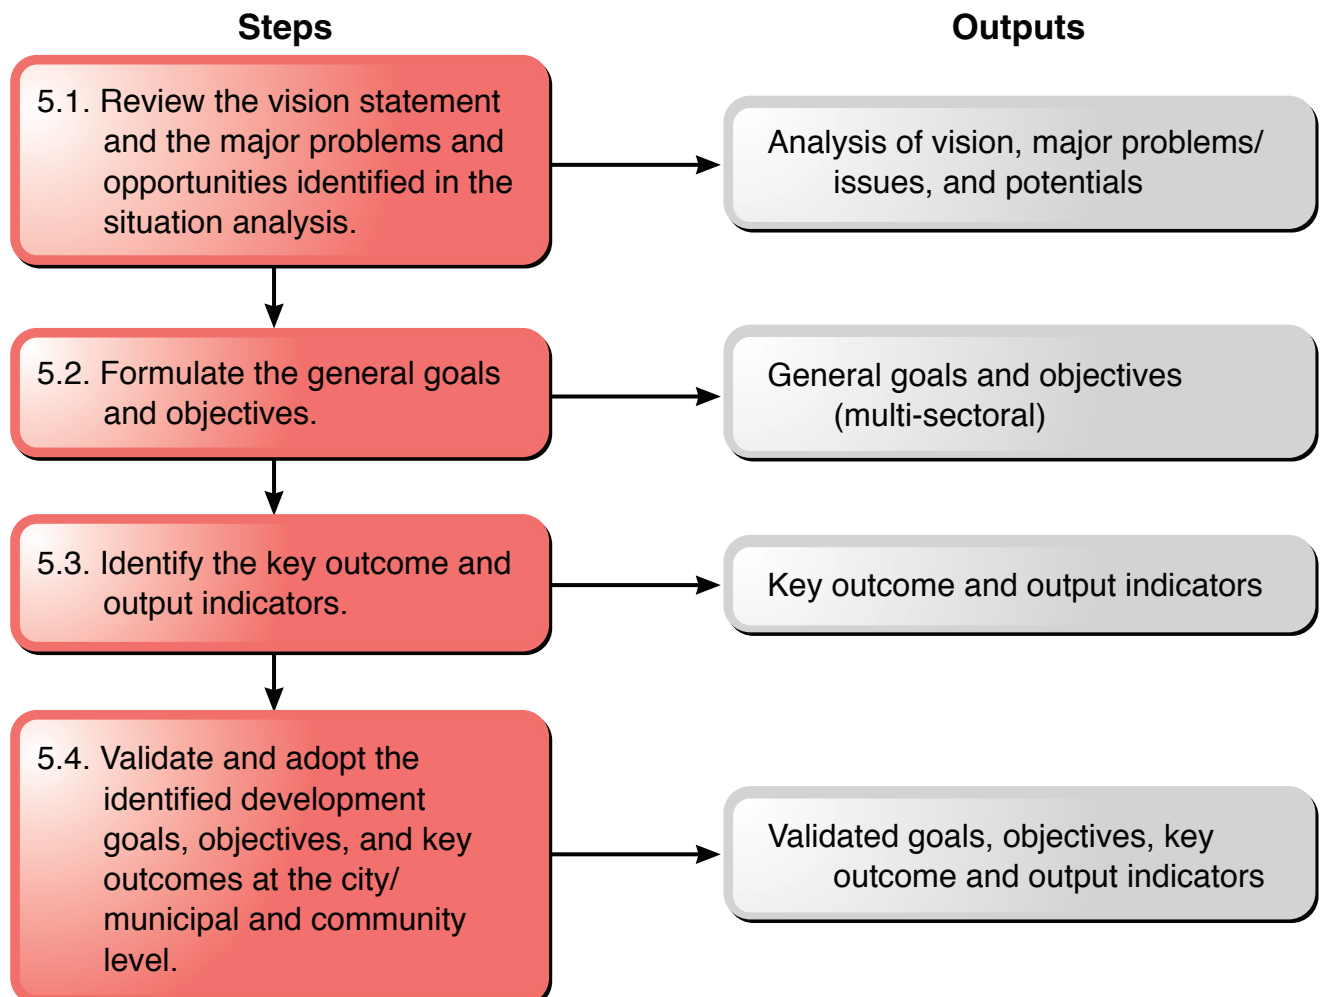 Steps
Outputs
5.1. Review the vision statement
and the major problems and
opportunities identified in the
situation analysis.
Analysis of vision, major problems/
issues, and potentials
5.2. Formulate the general goals
and objectives.
General goals and objectives
(multi-sectoral)
5.3. Identify the key outcome and
output indicators.
Key outcome and output indicators
5.4. Validate and adopt the
identified development
goals, objectives, and key
outcomes at the city/
municipal and community
level.
Validated goals, objectives, key
outcome and output indicators